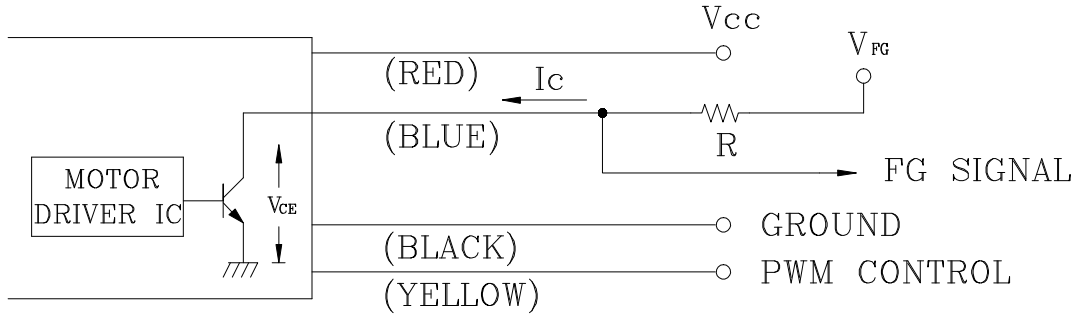 Vcc
VFG
(RED)
Ic
(BLUE)
R
MOTOR
DRIVER IC
VCE
FG SIGNAL
GROUND
(BLACK)
PWM CONTROL
(YELLOW)